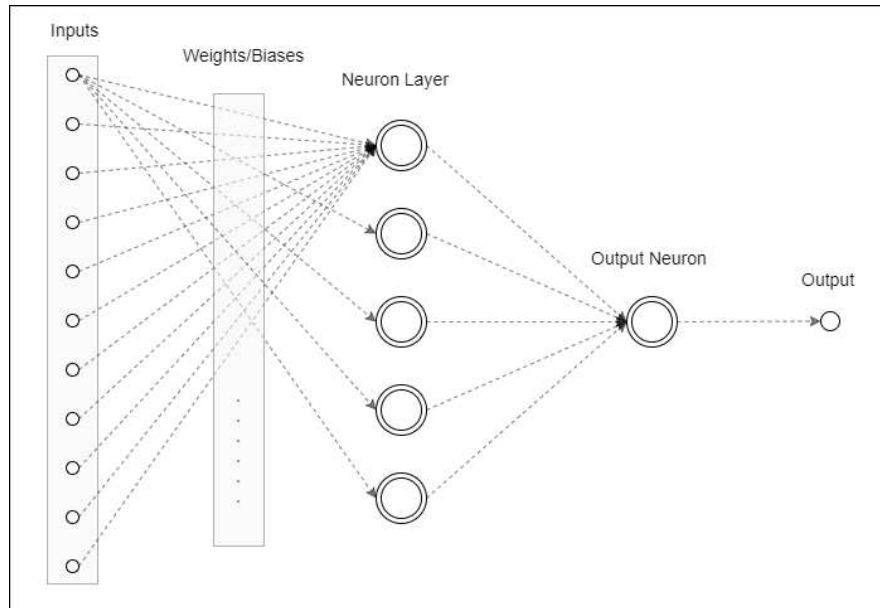 Inputs
Weights/Biases
Neuron Layer
Output Neuron
Output